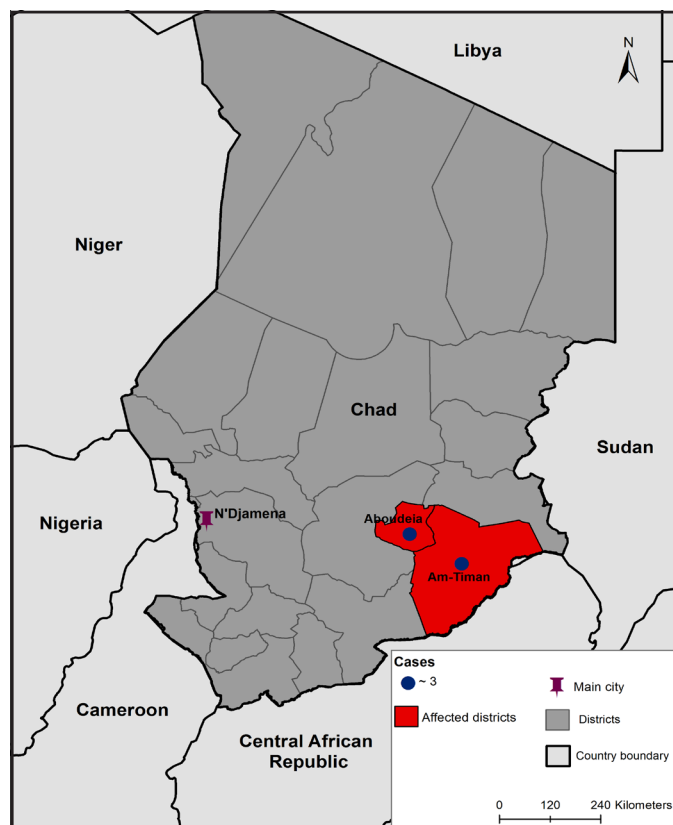 Libya
N
Niger
Chad
Sudan
Nigeria
N'Djamena
Aboudeia
Am-Timan
Cameroon
Central African
Republic
Cases
~ 3
Affected districts
Main city
Districts
Country boundary
0 120 240 Kilometers